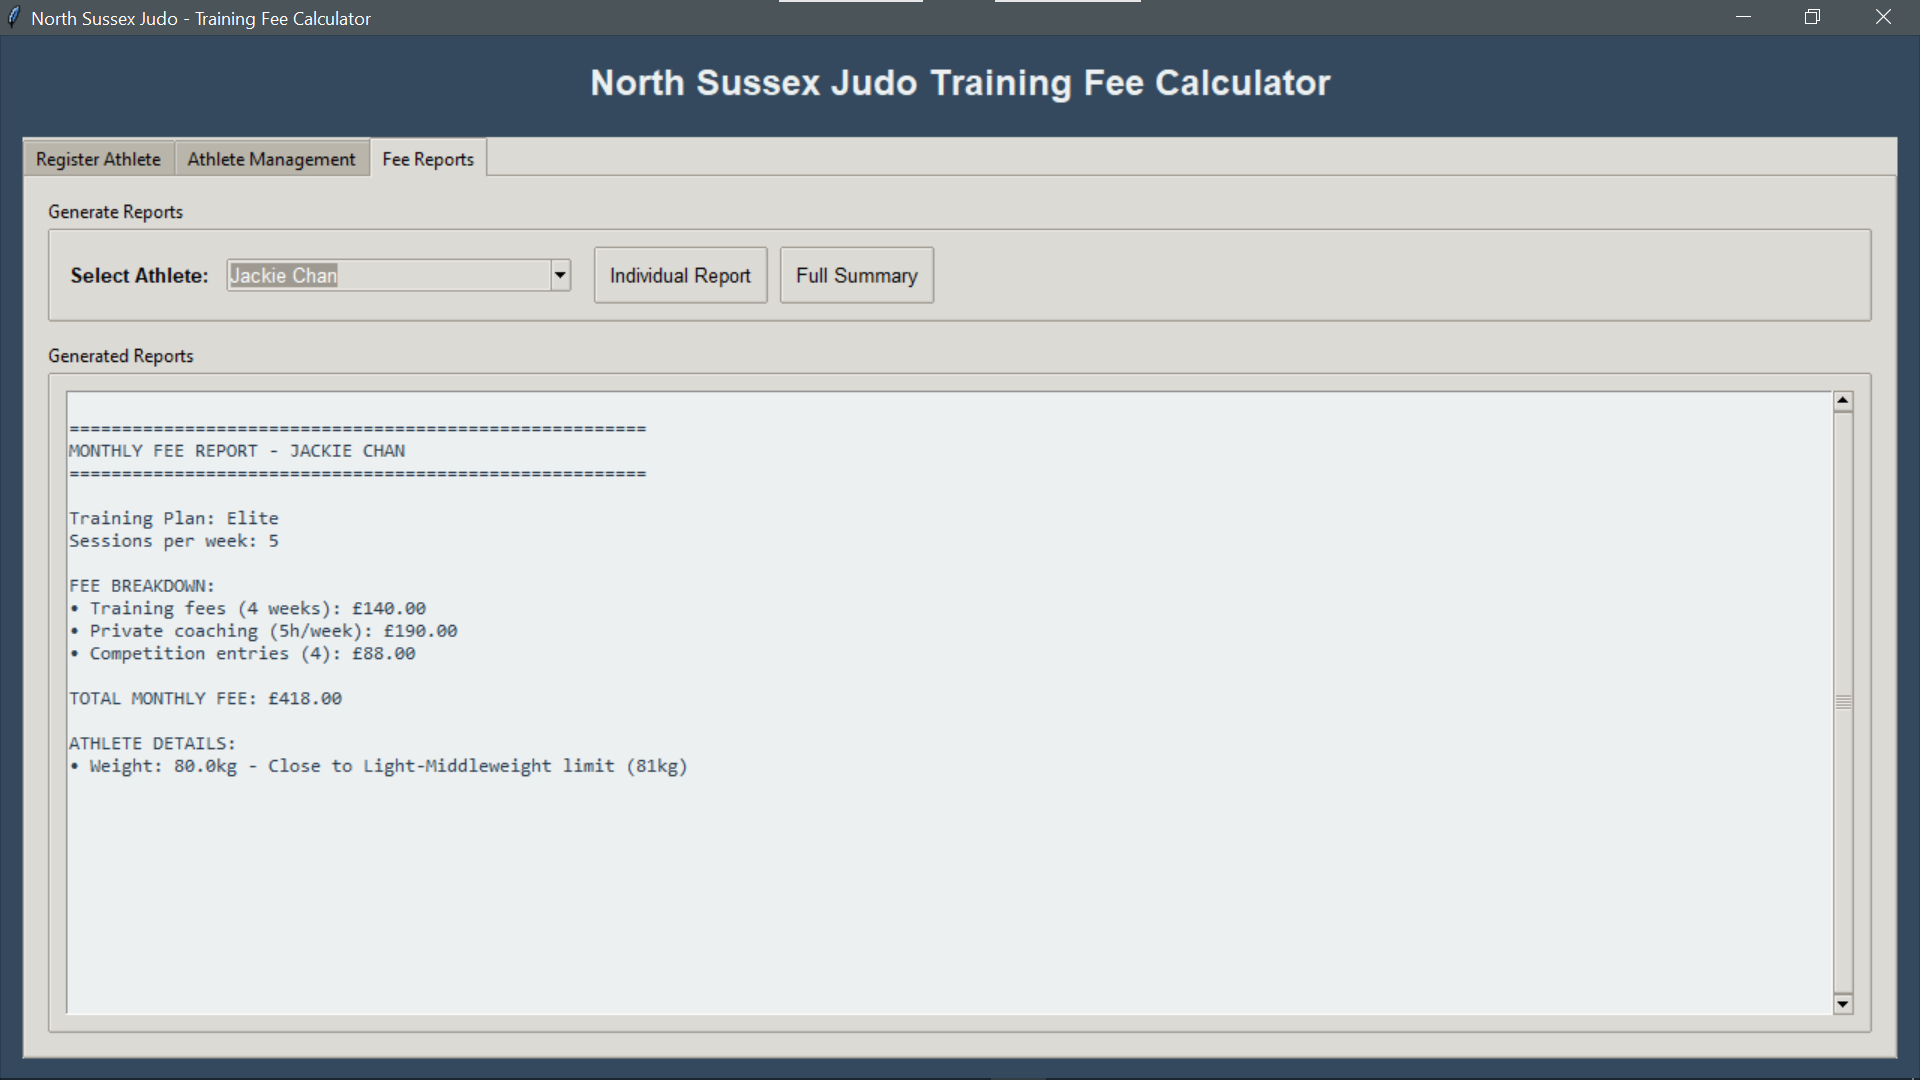 North Sussex Judo - Training Fee Calculator
North Sussex Judo Training Fee Calculator
Register Athlete Athlete Management Fee Reports
Generate Reports
Select Athlete: Jackie Chan Individual Report Full Summary
Generated Reports
=======================================================
MONTHLY FEE REPORT - JACKIE CHAN
=======================================================
Training Plan: Elite
Sessions per week: 5
FEE BREAKDOWN:
• Training fees (4 weeks): £140.00
• Private coaching (5h/week): £190.00
• Competition entries (4): £88.00
TOTAL MONTHLY FEE: £418.00
ATHLETE DETAILS:
• Weight: 80.0kg - Close to Light-Middleweight limit (81kg)